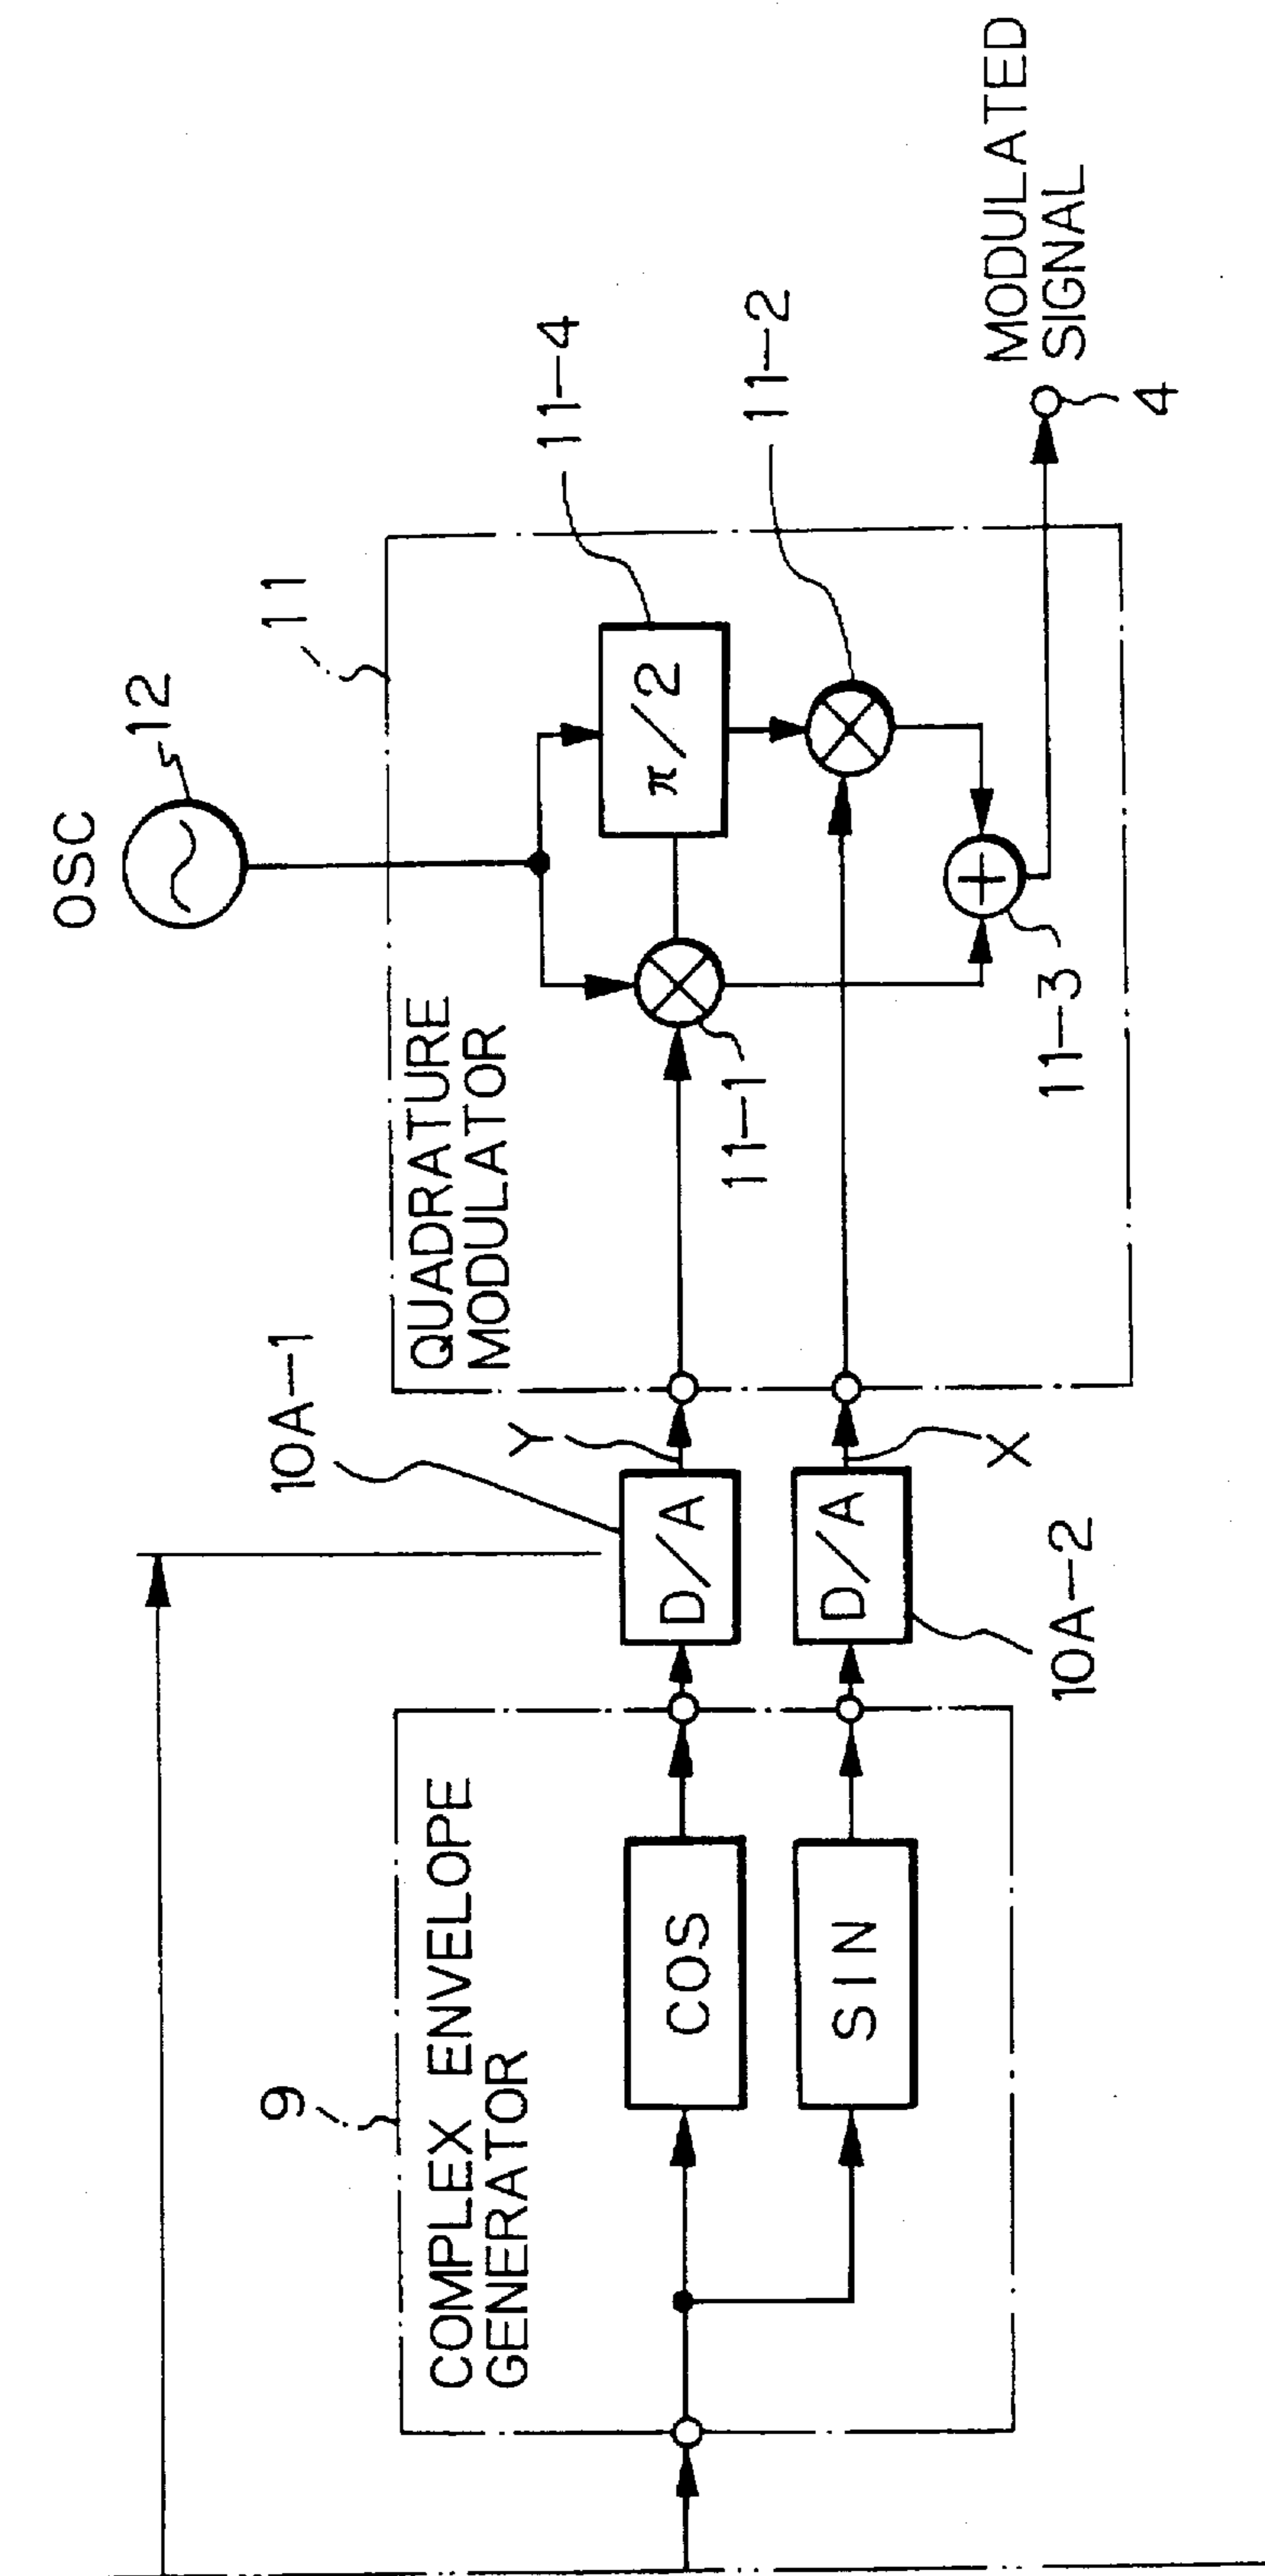 OSC
12
11
QUADRATURE
MODULATOR
π/2
11-4
11-2
11-1
11-3
MODULATED
SIGNAL
4
10A-1
Y
D/A
D/A
X
10A-2
9
COMPLEX ENVELOPE
GENERATOR
COS
SIN